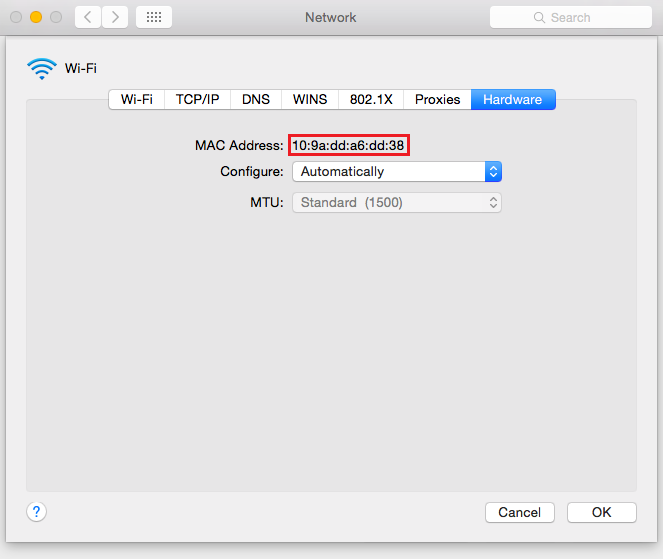 Network
Search
Wi-Fi
Wi-Fi TCP/IP DNS WINS 802.1X Proxies Hardware
MAC Address: 10:9a:dd:a6:dd:38
Configure: Automatically
MTU: Standard (1500)
? Cancel OK